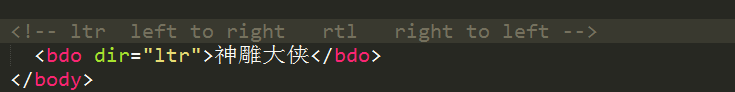 <!-- ltr  left to right   rtl   right to left -->
<bdo dir="ltr">神雕大侠</bdo>
</body>